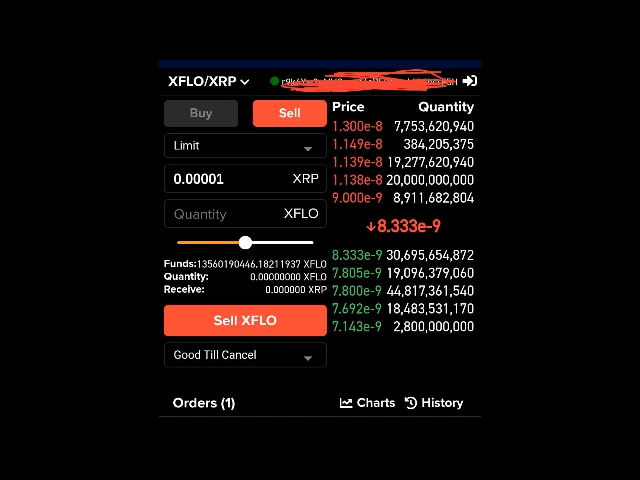 XFLO/XRP
Buy Sell
Limit
0.00001 XRP
Quantity XFLO
Funds:13560190446.18211937 XFLO
Quantity: 0.00000000 XFLO
Receive: 0.000000 XRP
Sell XFLO
Good Till Cancel
Price Quantity
1.300e-8 7,753,620,940
1.149e-8 384,205,375
1.139e-8 19,277,620,940
1.138e-8 20,000,000,000
9.000e-9 8,911,682,804
↓8.333e-9
8.333e-9 30,695,654,872
7.805e-9 19,096,379,060
7.800e-9 44,817,361,540
7.692e-9 18,483,531,170
7.143e-9 2,800,000,000
Orders (1) Charts History